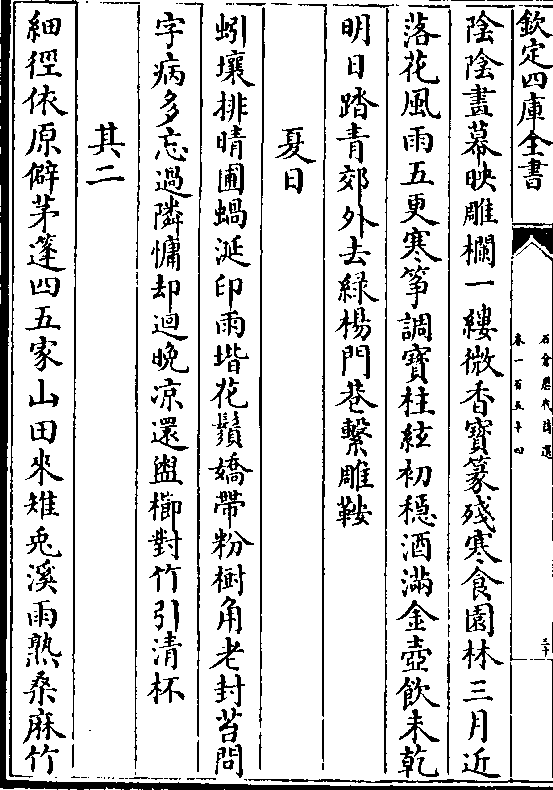 欽定四庫全書
石倉歷代詩選
卷一百五十四
三十
陰陰畫幕映雕欄一縷微香寶篆殘寒食園林三月近
落花風雨五更寒筝調寶柱絃初穩酒滿金壺飲未乾
明日踏青郊外去緑楊門巷繫雕鞍
夏日
蚓壤排晴圃蝸涎印雨堦花鬚嬌帶粉樹角老封苔問
字病多忘過隣慵却迴晚凉還盥櫛對竹引清杯
其二
細徑依原僻茅蓬四五家山田來雉兎溪雨熟桑麻竹